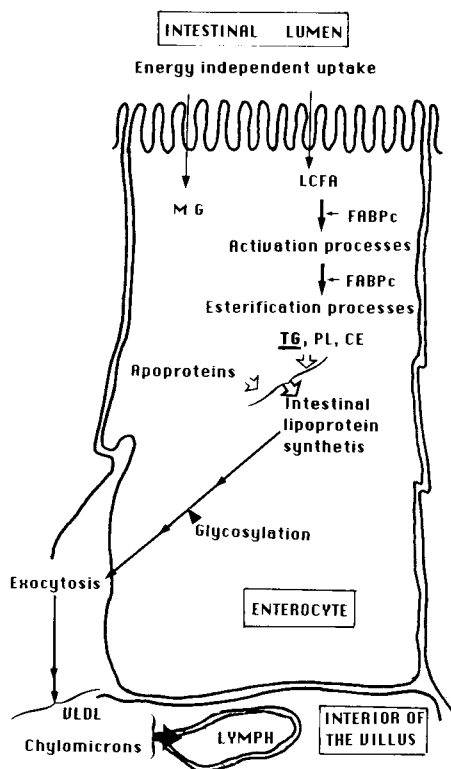 INTESTINAL LUMEN
Energy independent uptake
LCFA
MG
FABPc
Activation processes
FABPc
Esterification processes
TG, PL, CE
Apoproteins
Intestinal
lipoprotein
synthetis
Glycosylation
Exocytosis
ENTEROCYTE
VLDL
Chylomicrons
LYMPH
INTERIOR OF
THE VILLUS